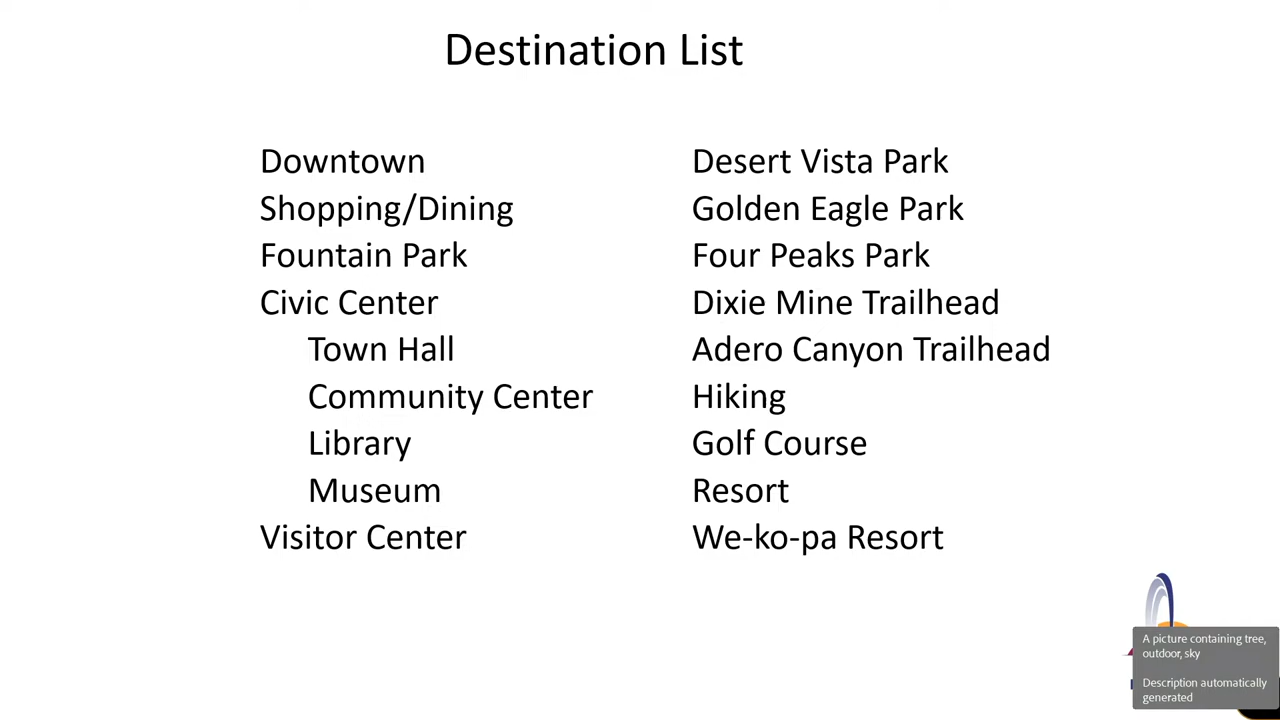 Destination List
Downtown
Shopping/Dining
Fountain Park
Civic Center
Town Hall
Community Center
Library
Museum
Visitor Center
Desert Vista Park
Golden Eagle Park
Four Peaks Park
Dixie Mine Trailhead
Adero Canyon Trailhead
Hiking
Golf Course
Resort
We-ko-pa Resort
A picture containing tree,
outdoor, sky
Description automatically
generated